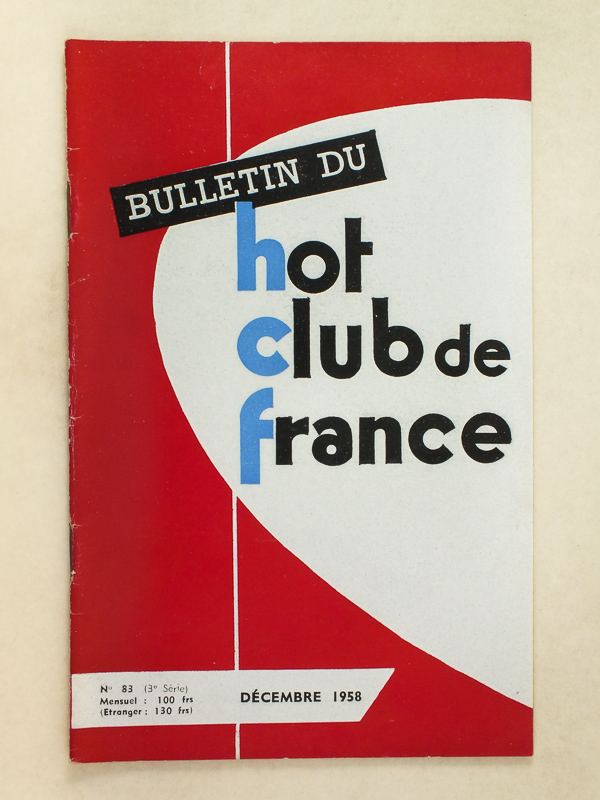 BULLETIN DU
hot
club de
france
N° 83 (3e Série)
Mensuel : 100 frs
(Etranger : 130 frs)
DÉCEMBRE 1958